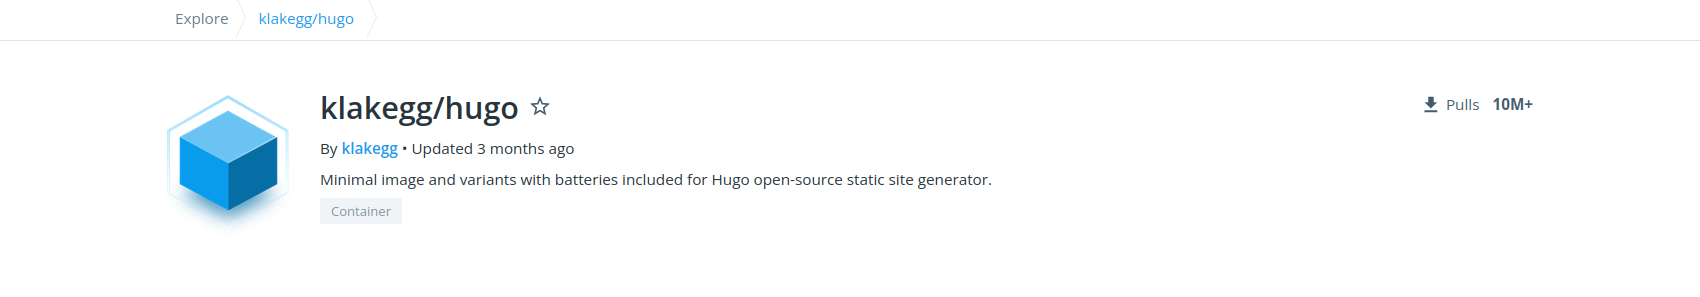 Explore klakegg/hugo
klakegg/hugo
Pulls 10M+
By klakegg • Updated 3 months ago
Minimal image and variants with batteries included for Hugo open-source static site generator.
Container